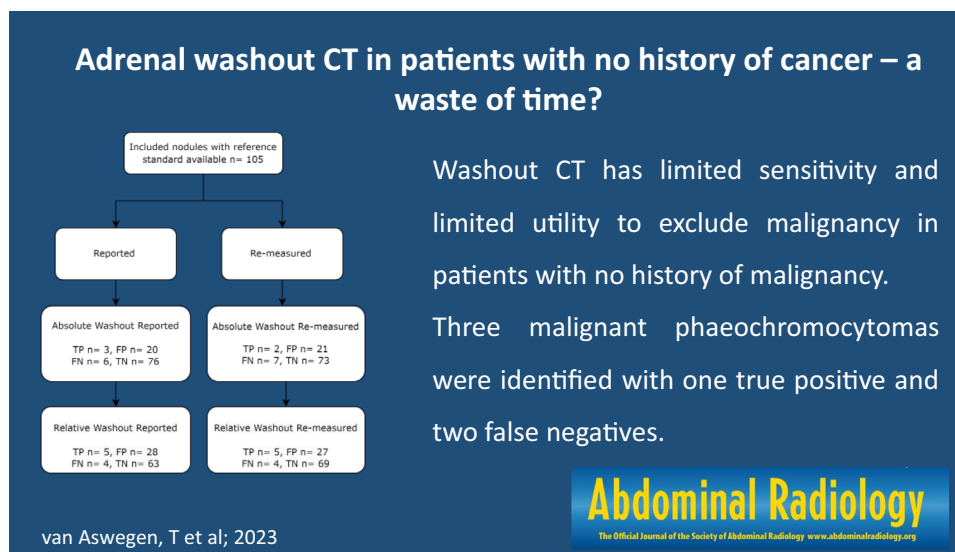 Adrenal washout CT in patients with no history of cancer – a
waste of time?
Included nodules with reference
standard available n= 105
Reported
Re-measured
Absolute Washout Reported
TP n= 3, FP n= 20
FN n= 6, TN n= 76
Absolute Washout Re-measured
TP n= 2, FP n= 21
FN n= 7, TN n= 73
Relative Washout Reported
TP n= 5, FP n= 28
FN n= 4, TN n= 63
Relative Washout Re-measured
TP n= 5, FP n= 27
FN n= 4, TN n= 69
Washout CT has limited sensitivity and
limited utility to exclude malignancy in
patients with no history of malignancy.
Three malignant phaeochromocytomas
were identified with one true positive and
two false negatives.
van Aswegen, T et al; 2023
Abdominal Radiology
The Official Journal of the Society of Abdominal Radiology www.abdominalradiology.org